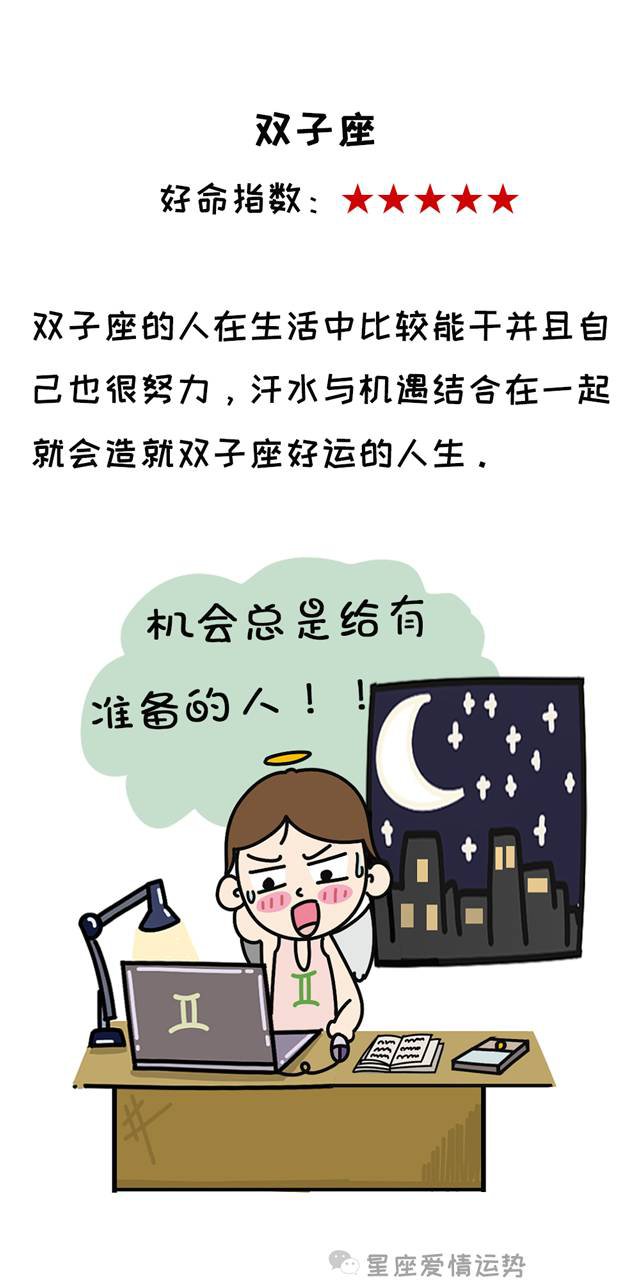 双子座
好命指数：★★★★★
双子座的人在生活中比较能干并且自
己也很努力，汗水与机遇结合在一起
就会造就双子座好运的人生．
机会总是给有
准备的人！！
星座爱情运势